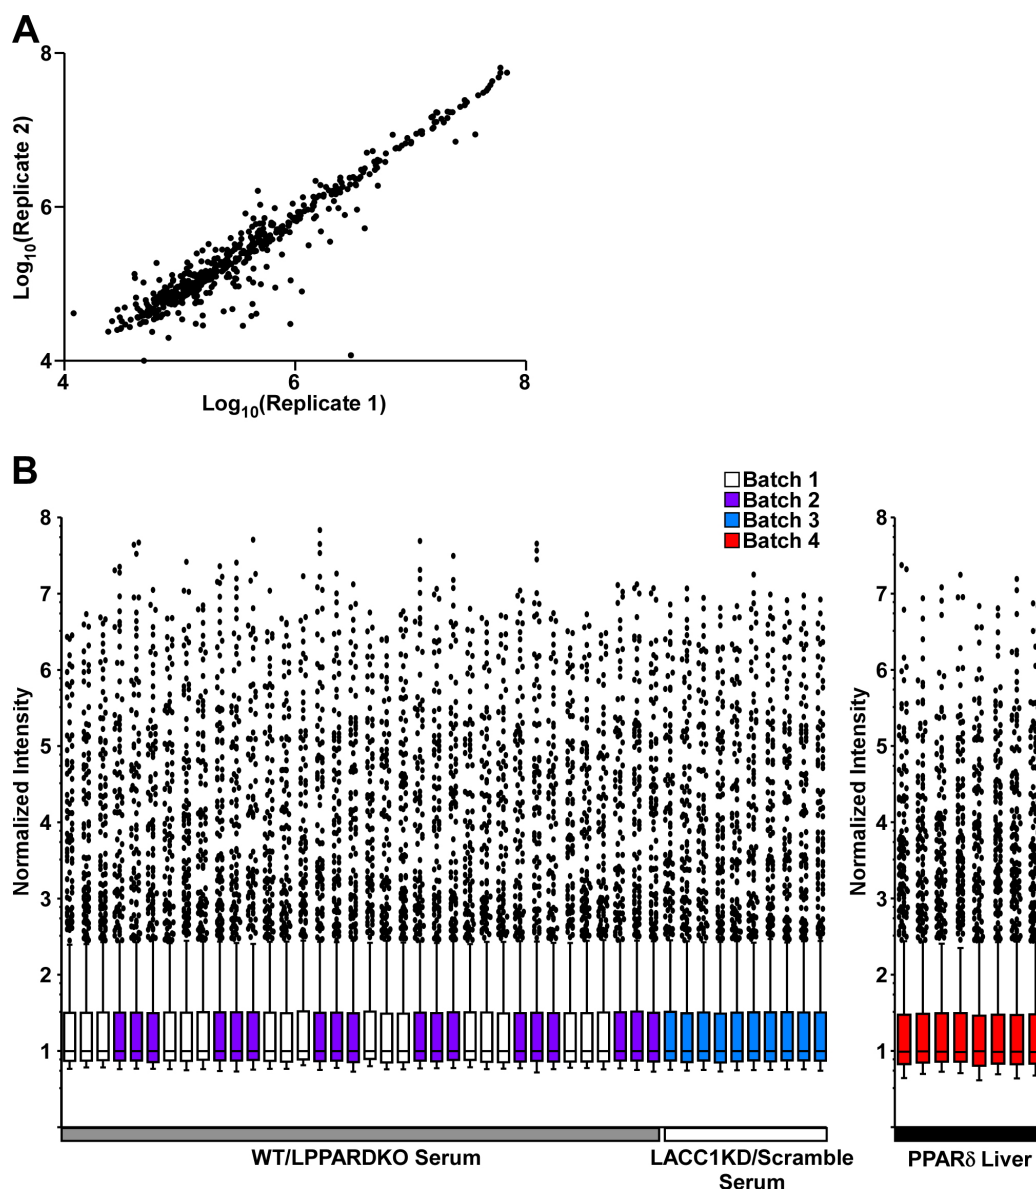 A
8
6
4
4
6
8
Log10(Replicate 2)
Log10(Replicate 1)
B
Batch 1
Batch 2
Batch 3
Batch 4
8
7
6
5
4
3
2
1
Normalized Intensity
WT/LPPARDKO Serum
LACC1KD/Scramble
Serum
8
7
6
5
4
3
2
1
Normalized Intensity
PPARδ Liver